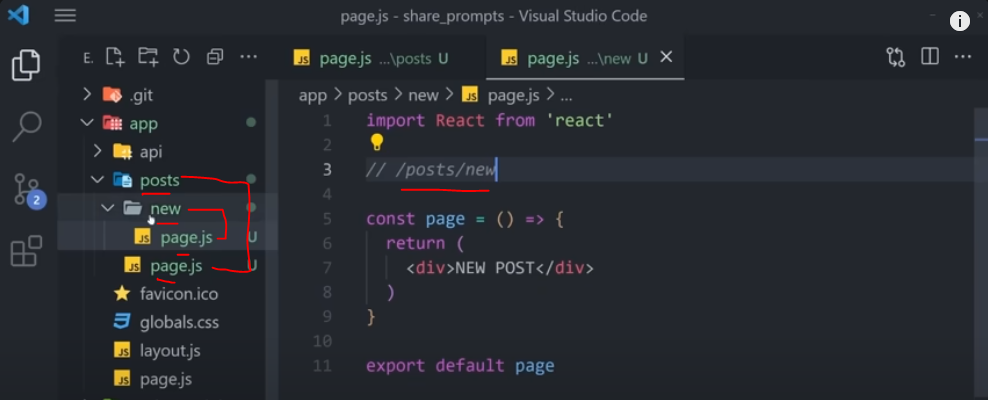 page.js - share_prompts - Visual Studio Code
E.
page.js ...\posts U
page.js ...\new U
.git
app
api
posts
new
page.js U
page.js U
favicon.ico
globals.css
layout.js
page.js
2
app > posts > new > JS page.js > ...
1 import React from 'react'
2
3 // /posts/new
4
5 const page = () => {
6 return (
7 <div>NEW POST</div>
8 )
9 }
10
11 export default page